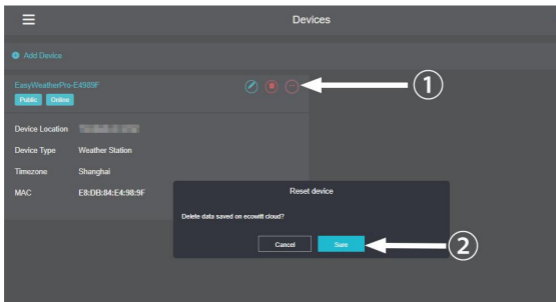 Devices
Add Device
EasyWeatherPro-E4989F
Public Online
1
Device Location
Device Type Weather Station
Timezone Shanghai
MAC E8:DB:84:E4:98:9F
Reset device
Delete data saved on ecowitt cloud?
Cancel Sure
2